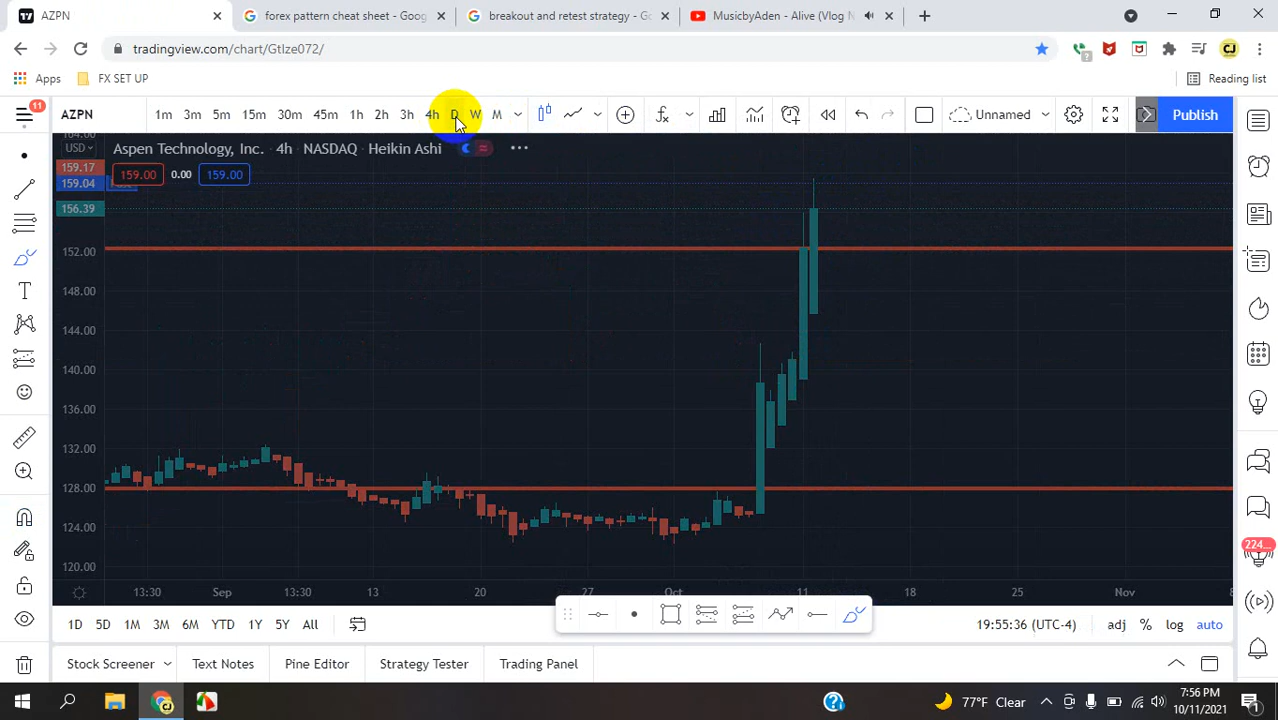 AZPN
forex pattern cheat sheet - Goog
breakout and retest strategy - G
MusicbyAden - Alive (Vlog N
tradingview.com/chart/GtIze072/
Apps
FX SET UP
Reading list
11
AZPN
1m 3m 5m 15m 30m 45m 1h 2h 3h 4h D W M
Unnamed
Publish
164.00
USD
Aspen Technology, Inc. · 4h · NASDAQ · Heikin Ashi
159.17
159.00 0.00 159.00
159.04
156.39
152.00
148.00
144.00
140.00
136.00
132.00
128.00
124.00
120.00
13:30 Sep 13:30 13 20 27 Oct 11 18 25 Nov
224...
1D 5D 1M 3M 6M YTD 1Y 5Y All
19:55:36 (UTC-4) adj % log auto
Stock Screener Text Notes Pine Editor Strategy Tester Trading Panel
77°F Clear
7:56 PM
10/11/2021
1